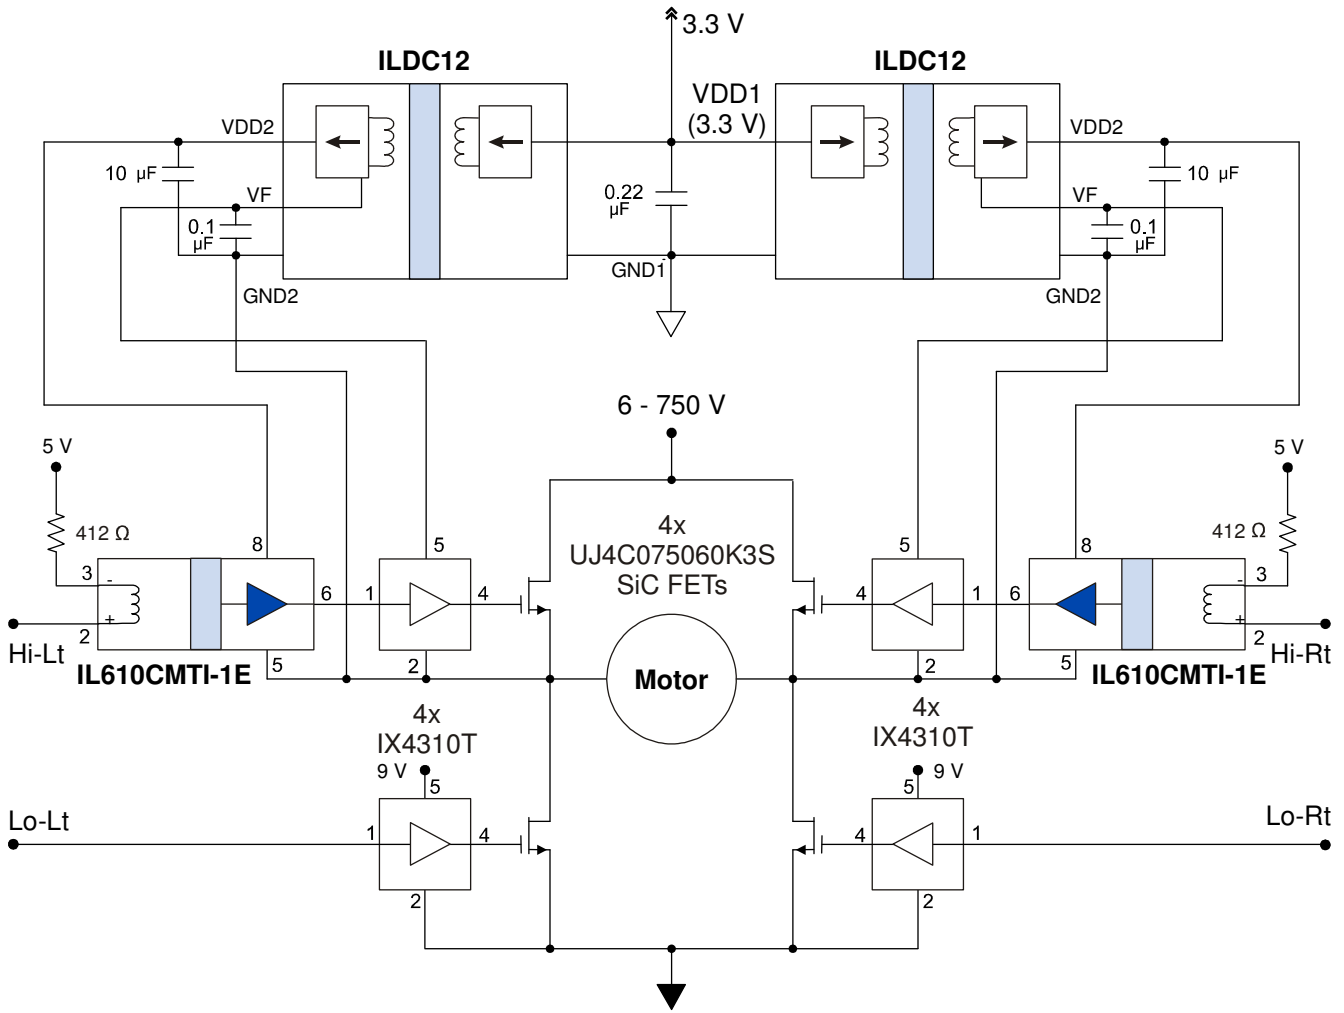 3.3 V
ILDC12
ILDC12
VDD1
(3.3 V)
VDD2
VDD2
10 µF
10 µF
VF
VF
0.22
µF
0.1
µF
0.1
µF
GND1
GND2
GND2
6 - 750 V
5 V
5 V
412 Ω
412 Ω
4x
UJ4C075060K3S
SiC FETs
8
5
5
8
3
-
6
1
4
4
1
6
-
3
2
+
+
2
Hi-Lt
Hi-Rt
5
2
2
5
IL610CMTI-1E
IL610CMTI-1E
Motor
4x
IX4310T
4x
IX4310T
9 V
5
5
9 V
Lo-Lt
Lo-Rt
1
4
4
1
2
2